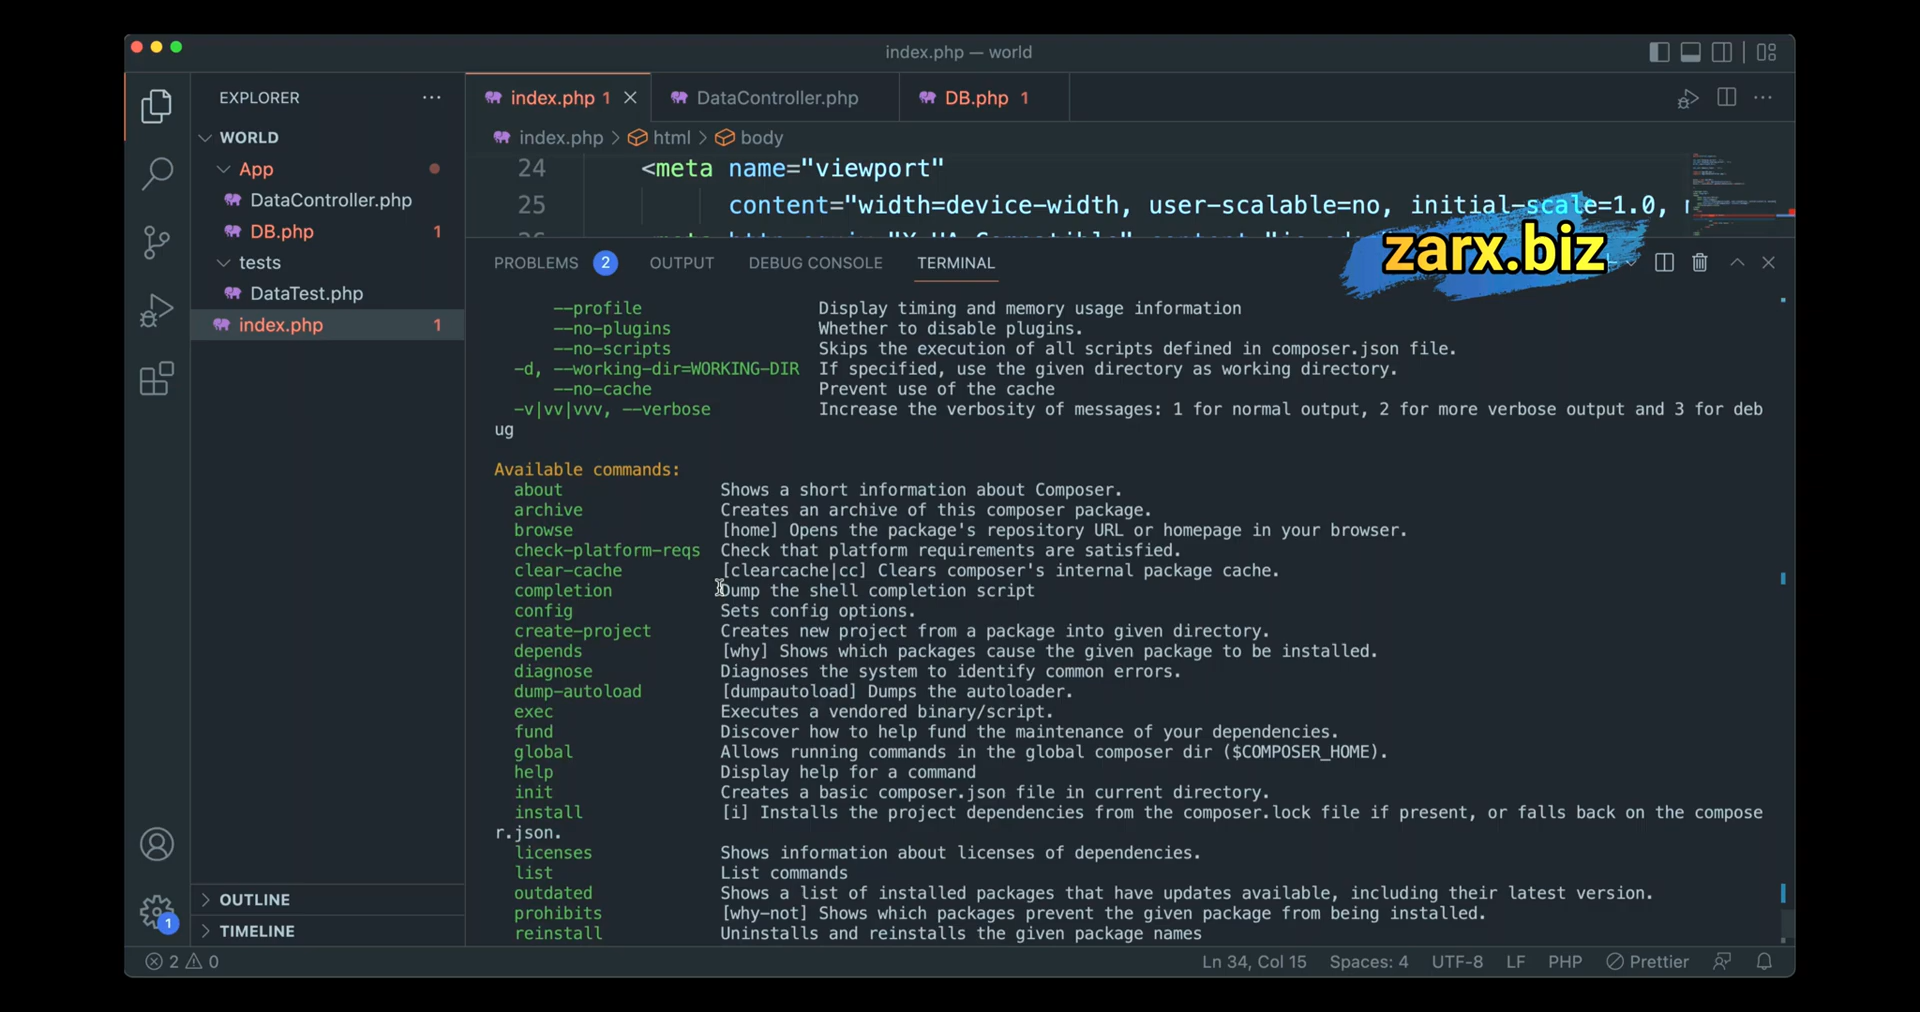 index.php — world
EXPLORER
index.php 1
DataController.php
DB.php 1
WORLD
App
DataController.php
DB.php 1
tests
DataTest.php
index.php 1
OUTLINE
TIMELINE
index.php > html > body
24 <meta name="viewport"
25 content="width=device-width, user-scalable=no, initial-scale=1.0,
zarx.biz
PROBLEMS 2 OUTPUT DEBUG CONSOLE TERMINAL
--profile Display timing and memory usage information
--no-plugins Whether to disable plugins.
--no-scripts Skips the execution of all scripts defined in composer.json file.
-d, --working-dir=WORKING-DIR If specified, use the given directory as working directory.
--no-cache Prevent use of the cache
-v|vv|vvv, --verbose Increase the verbosity of messages: 1 for normal output, 2 for more verbose output and 3 for deb
ug
Available commands:
about Shows a short information about Composer.
archive Creates an archive of this composer package.
browse [home] Opens the package's repository URL or homepage in your browser.
check-platform-reqs Check that platform requirements are satisfied.
clear-cache [clearcache|cc] Clears composer's internal package cache.
completion Dump the shell completion script
config Sets config options.
create-project Creates new project from a package into given directory.
depends [why] Shows which packages cause the given package to be installed.
diagnose Diagnoses the system to identify common errors.
dump-autoload [dumpautoload] Dumps the autoloader.
exec Executes a vendored binary/script.
fund Discover how to help fund the maintenance of your dependencies.
global Allows running commands in the global composer dir ($COMPOSER_HOME).
help Display help for a command
init Creates a basic composer.json file in current directory.
install [i] Installs the project dependencies from the composer.lock file if present, or falls back on the compose
r.json.
licenses Shows information about licenses of dependencies.
list List commands
outdated Shows a list of installed packages that have updates available, including their latest version.
prohibits [why-not] Shows which packages prevent the given package from being installed.
reinstall Uninstalls and reinstalls the given package names
1
2 0
Ln 34, Col 15 Spaces: 4 UTF-8 LF PHP Prettier